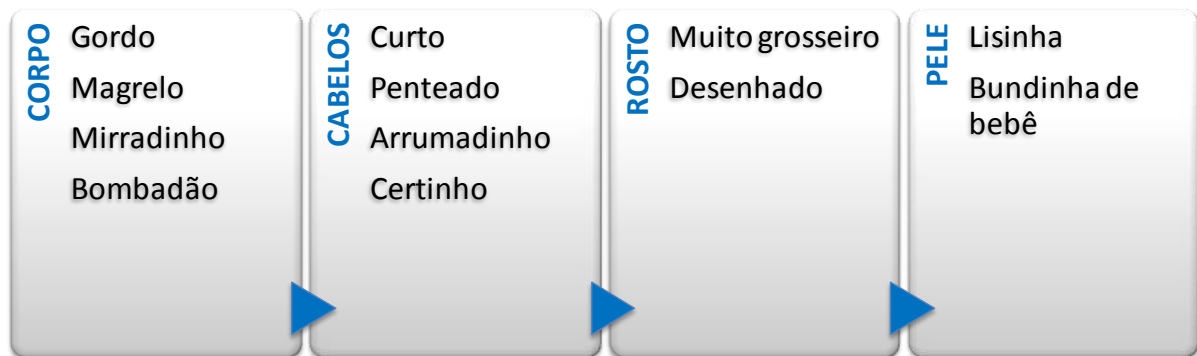 CORPO
Gordo
Magrelo
Mirradinho
Bombadão
CABELOS
Curto
Penteado
Arrumadinho
Certinho
ROSTO
Muito grosseiro
Desenhado
PELE
Lisinha
Bundinha de
bebê